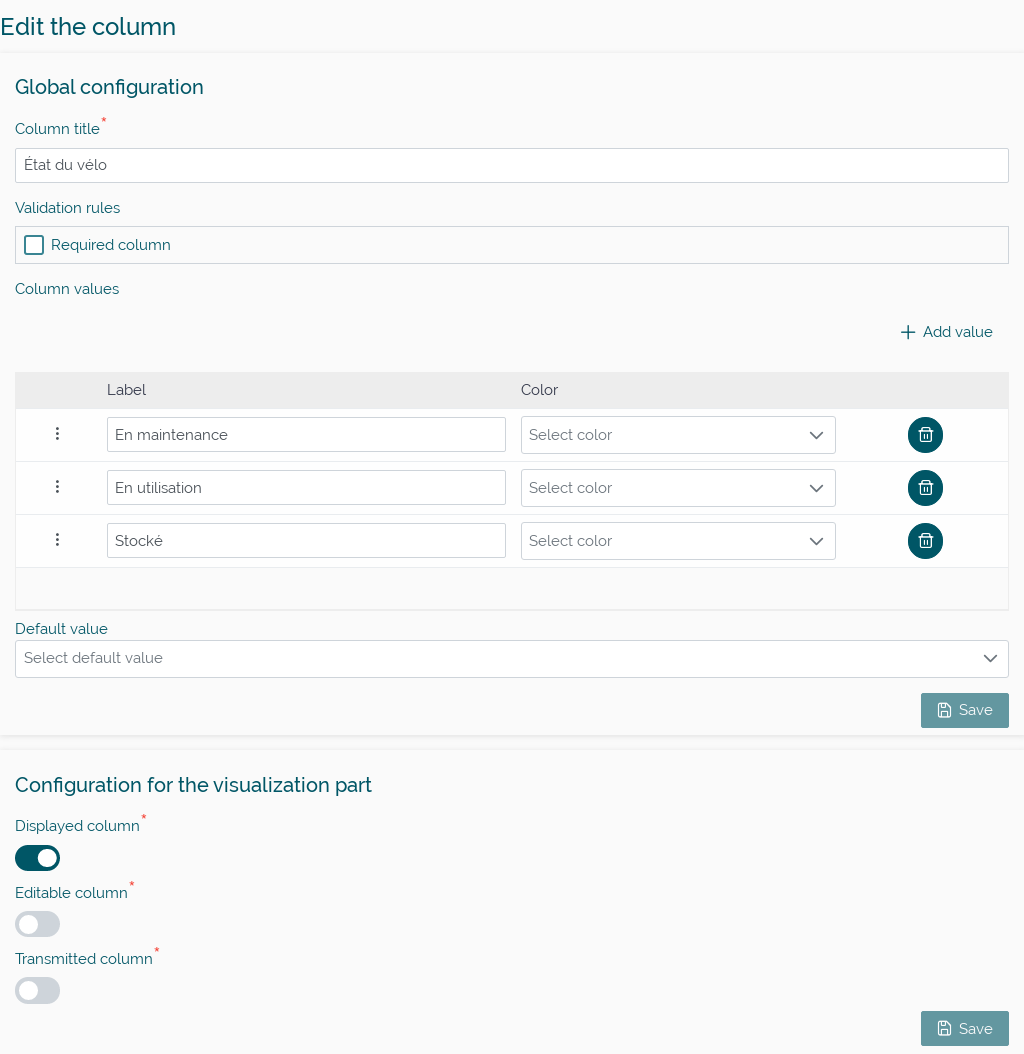 Edit the column
Global configuration
Column title*
État du vélo
Validation rules
Required column
Column values
Add value
Label Color
En maintenance Select color
En utilisation Select color
Stocké Select color
Default value
Select default value
Save
Configuration for the visualization part
Displayed column*
Editable column*
Transmitted column*
Save